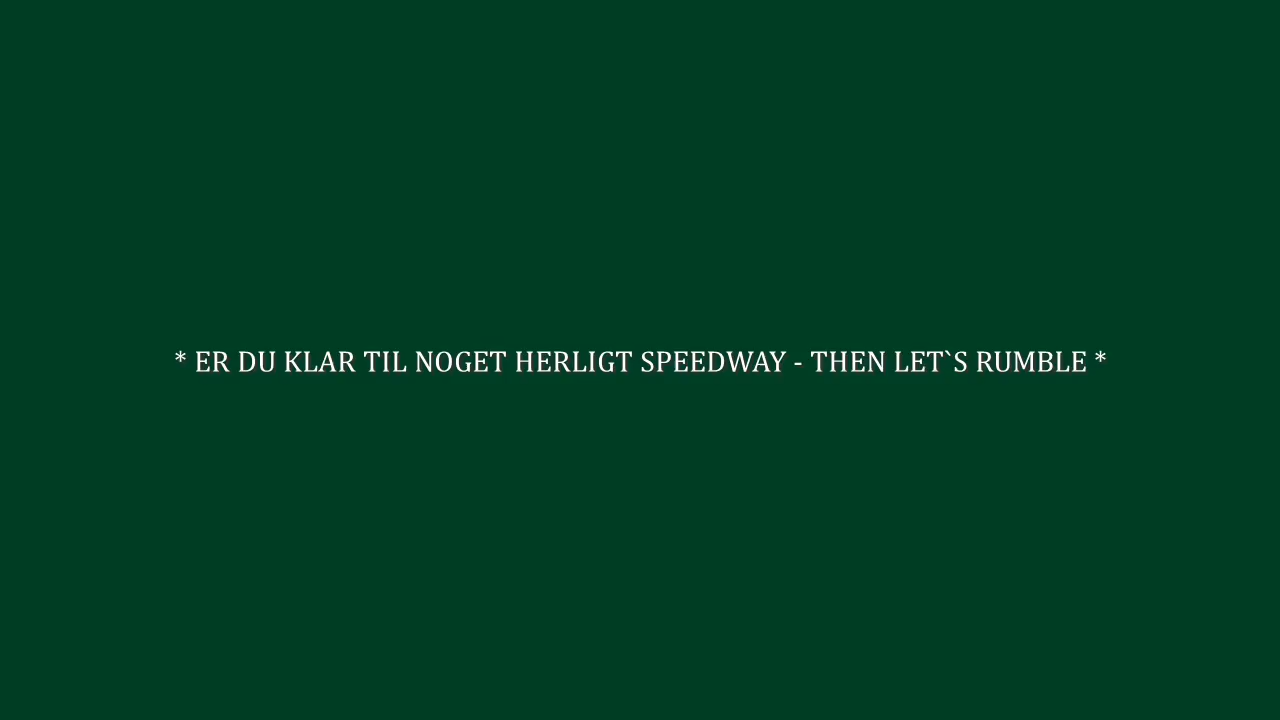 * ER DU KLAR TIL NOGET HERLIGT SPEEDWAY - THEN LET`S RUMBLE *